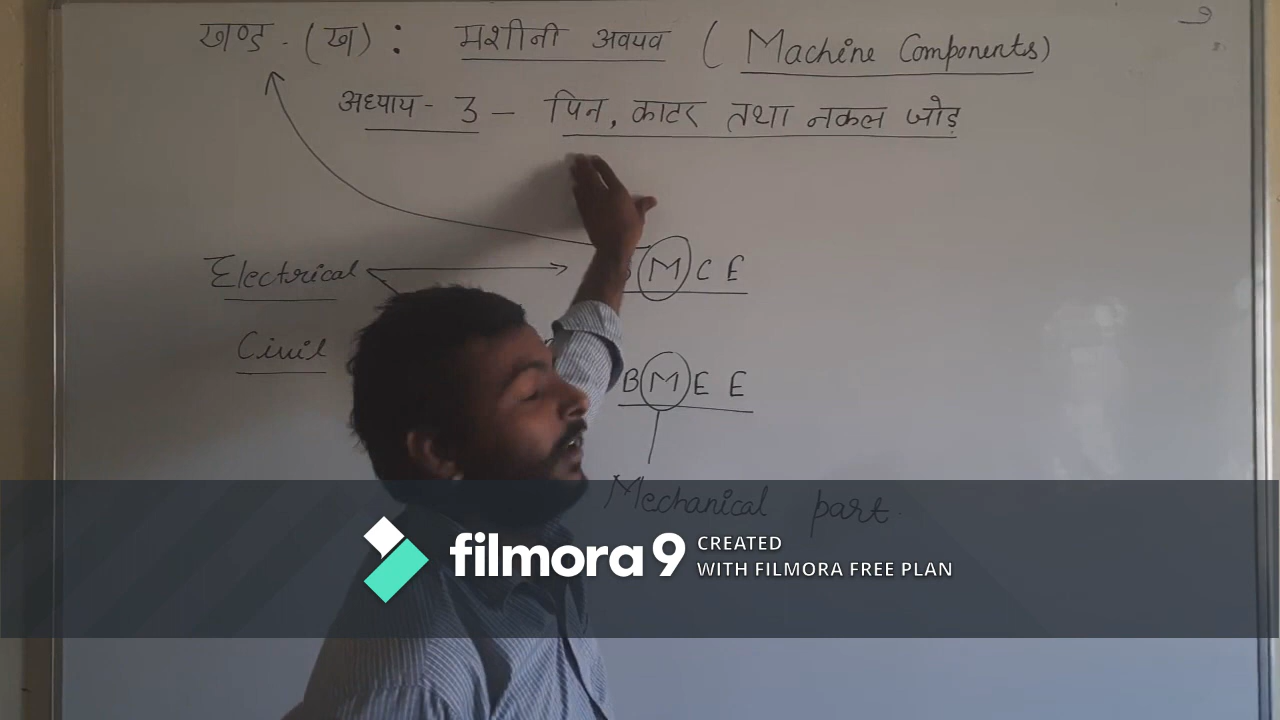 खण्ड - (ख) : मशीनी अवयव ( Machine Components)
अध्याय - 3 - पिन, काटर तथा नकल जोड़
Electrical
M C E
Civil
B M E E
Mechanical part
filmora 9 CREATED
WITH FILMORA FREE PLAN